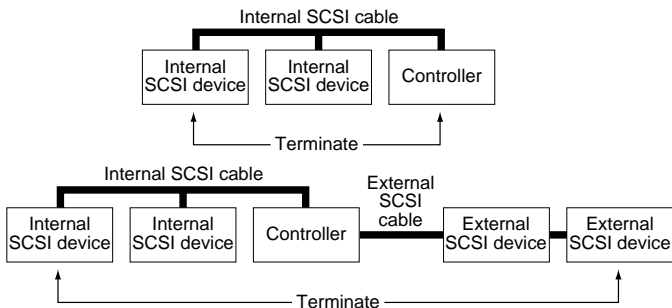 Internal SCSI cable
Internal
SCSI device
Internal
SCSI device
Controller
Terminate
Internal SCSI cable
External
SCSI
cable
Internal
SCSI device
Internal
SCSI device
Controller
External
SCSI device
External
SCSI device
Terminate